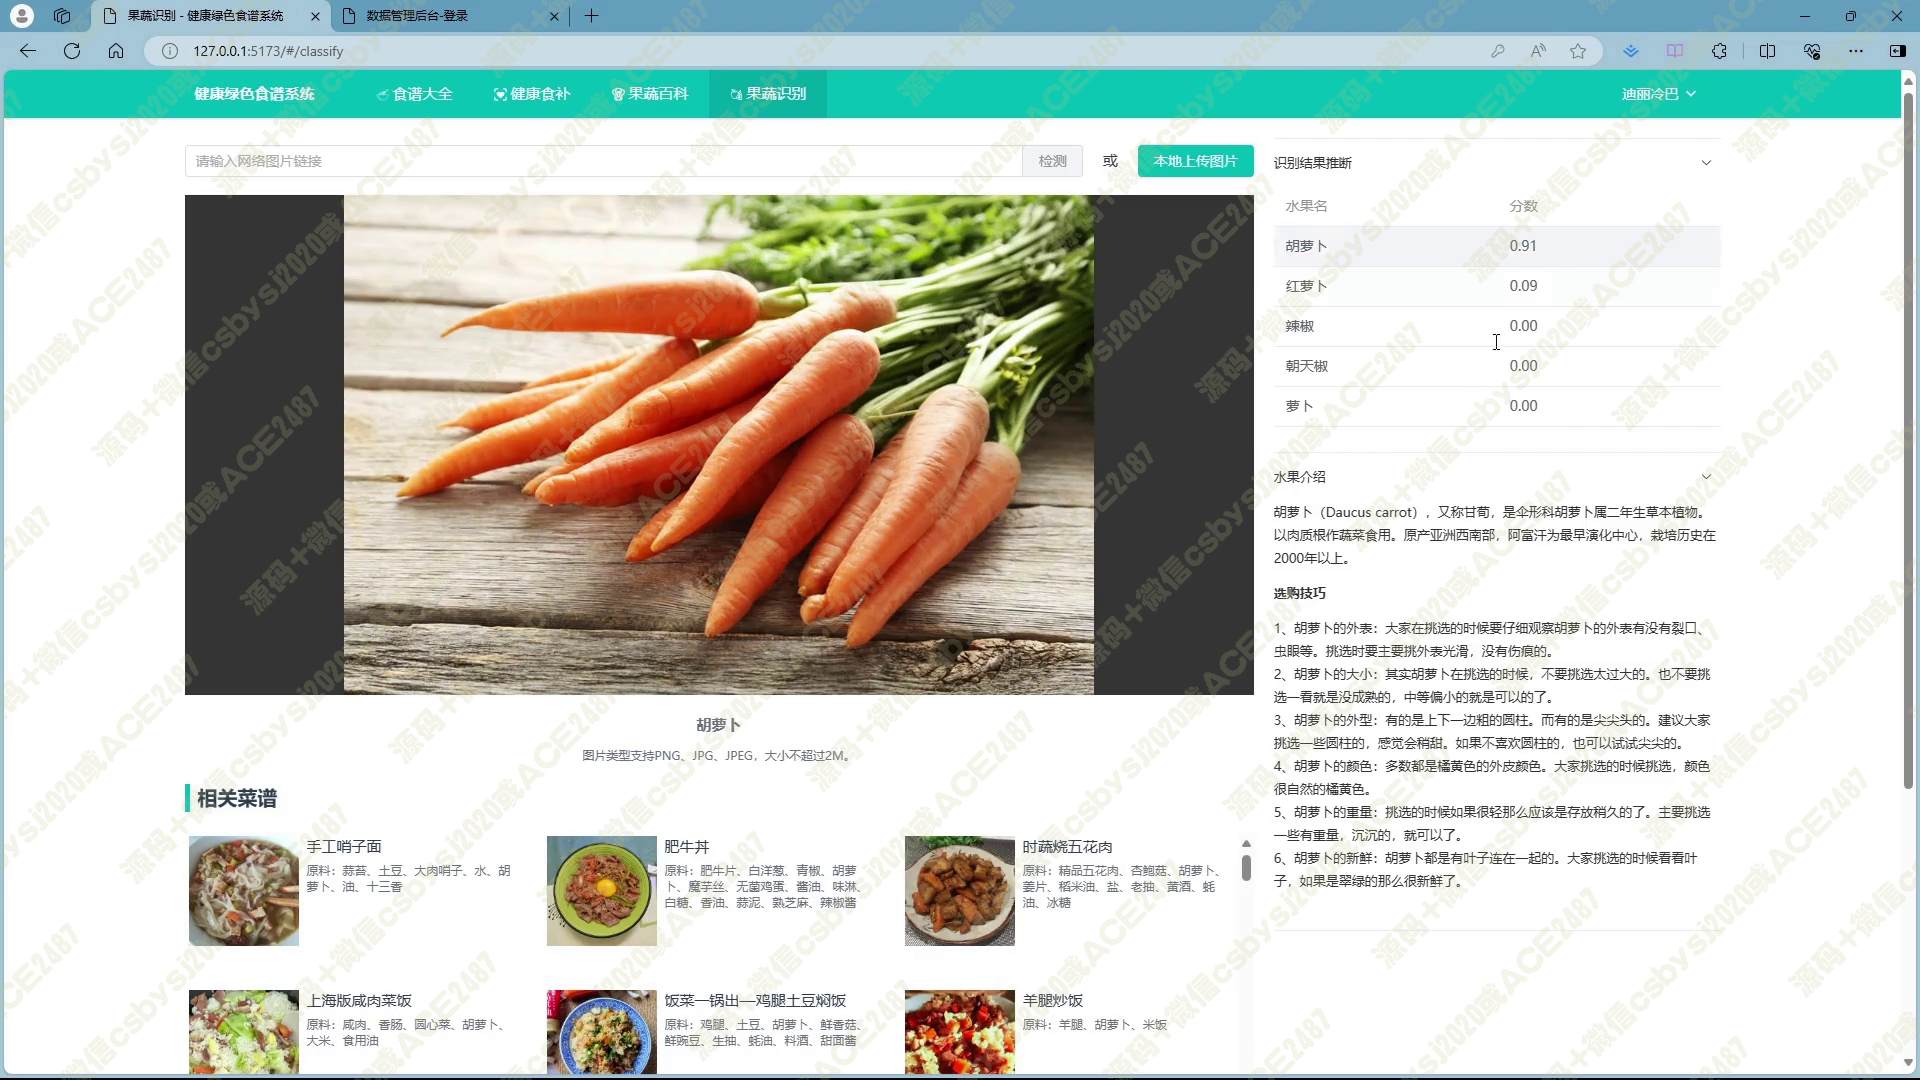 果蔬识别 - 健康绿色食谱系统
数据管理后台-登录
127.0.0.1:5173/#/classify
健康绿色食谱系统
食谱大全
健康食补
果蔬百科
果蔬识别
迪丽冷巴
请输入网络图片链接
检测
或
本地上传图片
识别结果推断
水果名 分数
胡萝卜 0.91
红萝卜 0.09
辣椒 0.00
朝天椒 0.00
萝卜 0.00
水果介绍
胡萝卜（Daucus carrot），又称甘荀，是伞形科胡萝卜属二年生草本植物。
以肉质根作蔬菜食用。原产亚洲西南部，阿富汗为最早演化中心，栽培历史在
2000年以上。
选购技巧
1、胡萝卜的外表：大家在挑选的时候要仔细观察胡萝卜的外表有没有裂口、
虫眼等。挑选时要主要挑外表光滑，没有伤痕的。
2、胡萝卜的大小：其实胡萝卜在挑选的时候，不要挑选太过大的。也不要挑
选一看就是没成熟的，中等偏小的就是可以的了。
3、胡萝卜的外型：有的是上下一边粗的圆柱。而有的是尖尖头的。建议大家
挑选一些圆柱的，感觉会稍甜。如果不喜欢圆柱的，也可以试试尖尖的。
4、胡萝卜的颜色：多数都是橘黄色的外皮颜色。大家挑选的时候挑选，颜色
很自然的橘黄色。
5、胡萝卜的重量：挑选的时候如果很轻那么应该是存放稍久的了。主要挑选
一些有重量，沉沉的，就可以了。
6、胡萝卜的新鲜：胡萝卜都是有叶子连在一起的。大家挑选的时候看看叶
子，如果是翠绿的那么很新鲜了。
胡萝卜
图片类型支持PNG、JPG、JPEG，大小不超过2M。
相关菜谱
手工哨子面
原料：蒜苔、土豆、大肉哨子、水、胡
萝卜、油、十三香
肥牛丼
原料：肥牛片、白洋葱、青椒、胡萝
卜、魔芋丝、无菌鸡蛋、酱油、味淋、
白糖、香油、蒜泥、熟芝麻、辣椒酱
时蔬烧五花肉
原料：精品五花肉、杏鲍菇、胡萝卜、
姜片、稻米油、盐、老抽、黄酒、蚝
油、冰糖
上海版咸肉菜饭
原料：咸肉、香肠、圆心菜、胡萝卜、
大米、食用油
饭菜一锅出—鸡腿土豆焖饭
原料：鸡腿、土豆、胡萝卜、鲜香菇、
鲜豌豆、生抽、蚝油、料酒、甜面酱
羊腿炒饭
原料：羊腿、胡萝卜、米饭
源码+微信csbysj2020或ACE2487